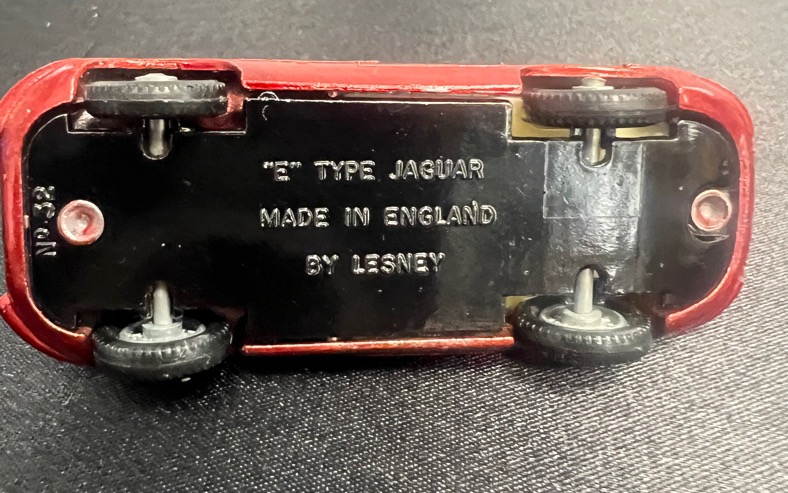 "E" TYPE JAGUAR
MADE IN ENGLAND
BY LESNEY
Nº 32